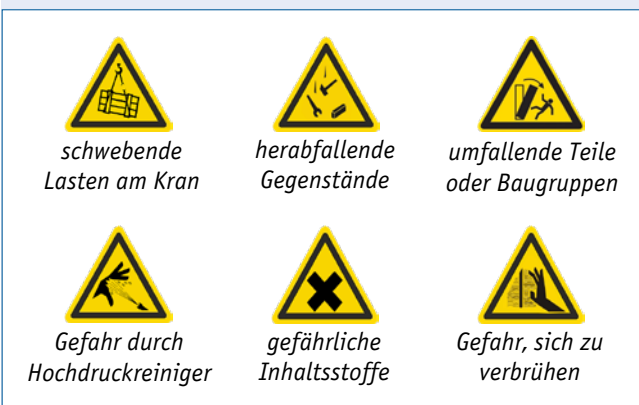 schwebende
Lasten am Kran
herabfallende
Gegenstände
umfallende Teile
oder Baugruppen
Gefahr durch
Hochdruckreiniger
gefährliche
Inhaltsstoffe
Gefahr, sich zu
verbrühen